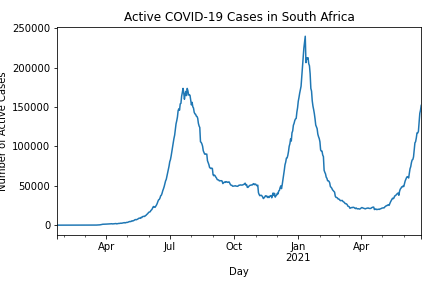 Active COVID-19 Cases in South Africa
Number of Active Cases
250000
200000
150000
100000
50000
0
Apr
Jul
Oct
Jan
2021
Apr
Day